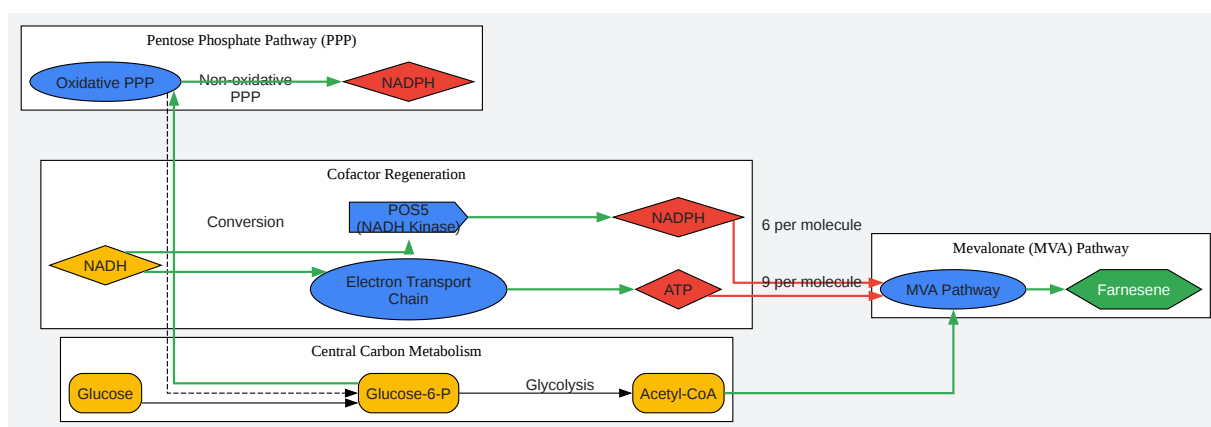 Pentose Phosphate Pathway (PPP)
Oxidative PPP
Non-oxidative
PPP
NADPH
Cofactor Regeneration
Conversion
POS5
(NADH Kinase)
NADPH
6 per molecule
NADH
Electron Transport
Chain
ATP
9 per molecule
Mevalonate (MVA) Pathway
MVA Pathway
Farnesene
Central Carbon Metabolism
Glucose
Glucose-6-P
Glycolysis
Acetyl-CoA